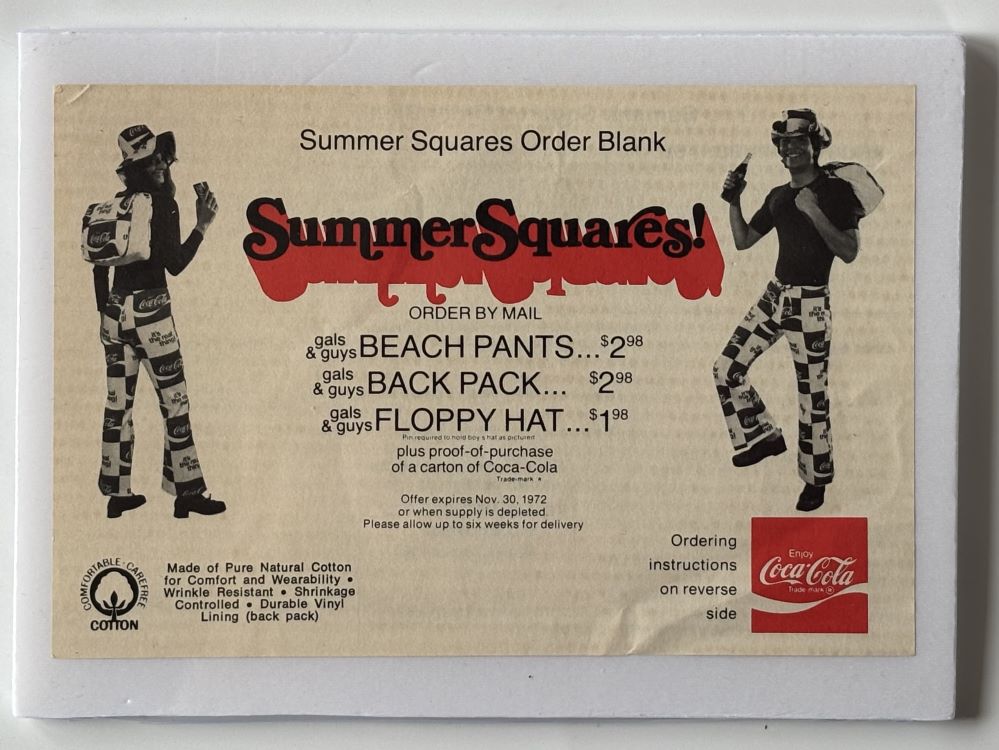 Summer Squares Order Blank
Summer Squares!
ORDER BY MAIL
gals & guys BEACH PANTS...$2.98
gals & guys BACK PACK... $2.98
gals & guys FLOPPY HAT...$1.98
Pin required to hold boy's hat as pictured
plus proof-of-purchase
of a carton of Coca-Cola
Trade-mark ®
Offer expires Nov. 30, 1972
or when supply is depleted.
Please allow up to six weeks for delivery
COMFORTABLE · CAREFREE
COTTON
Made of Pure Natural Cotton
for Comfort and Wearability •
Wrinkle Resistant • Shrinkage
Controlled • Durable Vinyl
Lining (back pack)
Ordering
instructions
on reverse
side
Enjoy
Coca-Cola
Trade-mark ®